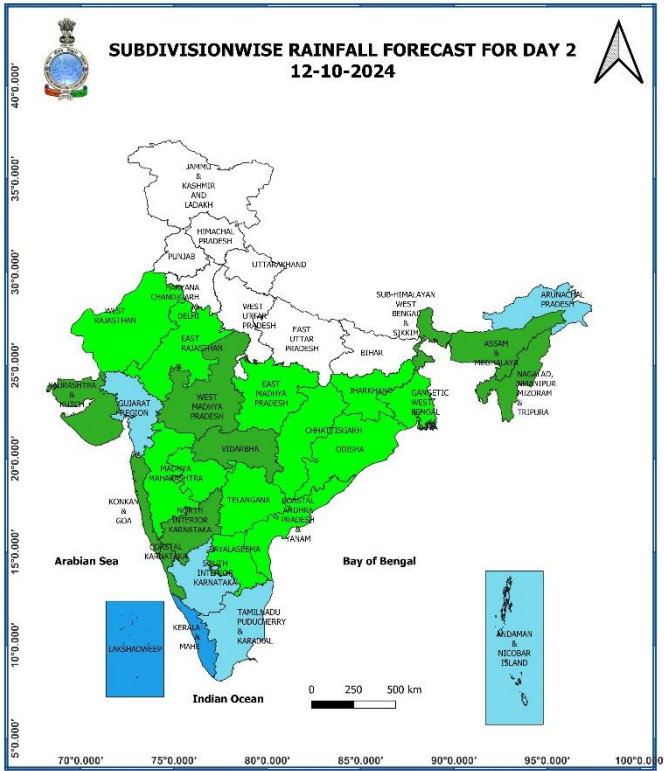 SUBDIVISIONWISE RAINFALL FORECAST FOR DAY 2
12-10-2024
40°0.000'
35°0.000'
30°0.000'
25°0.000'
20°0.000'
15°0.000'
10°0.000'
5°0.000'
JAMMU
&
KASHMIR
AND
LADAKH
HIMACHAL
PRADESH
PUNJAB
UTTARAKHAND
HARYANA
CHANDIGARH
&
DELHI
WEST
RAJASTHAN
EAST
RAJASTHAN
WEST
UTTAR
PRADESH
EAST
UTTAR
PRADESH
BIHAR
SUB-HIMALAYAN
WEST
BENGAL
&
SIKKIM
ARUNACHAL
PRADESH
ASSAM
&
MEGHALAYA
NAGALAD,
MANIPUR
MIZORAM
&
TRIPURA
SAURASHTRA
&
KUTCH
GUJARAT
REGION
WEST
MADHYA
PRADESH
EAST
MADHYA
PRADESH
JHARKHAND
GANGETIC
WEST
BENGAL
CHHATTISGARH
ODISHA
VIDARBHA
MADHYA
MAHARASHTRA
KONKAN
&
GOA
TELANGANA
NORTH
INTERIOR
KARNATAKA
COASTAL
ANDHRA
PRADESH
&
YANAM
COASTAL
KARNATAKA
RAYALASEEMA
SOUTH
INTERIOR
KARNATAKA
Arabian Sea
Bay of Bengal
TAMILNADU
PUDUCHERRY
&
KARAIKAL
KERALA
&
MAHE
LAKSHADWEEP
ANDAMAN
&
NICOBAR
ISLAND
Indian Ocean
0 250 500 km
70°0.000' 75°0.000' 80°0.000' 85°0.000' 90°0.000' 95°0.000' 100°0.0